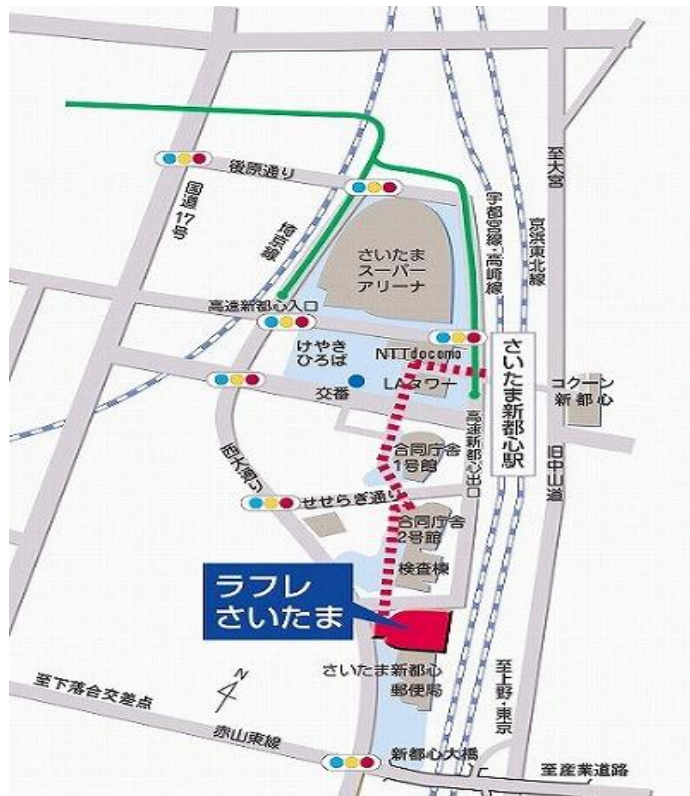 至大宮
後原通り
国道17号
埼京線
宇都宮線・高崎線
京浜東北線
さいたま
スーパー
アリーナ
高速新都心入口
けやき
ひろば
NTTdocomo
さいたま新都心駅
LAタワー
コクーン
新都心
交番
高速新都心出口
旧中山道
西大通り
合同庁舎
1号館
せせらぎ通り
合同庁舎
2号館
検査棟
ラフレ
さいたま
さいたま新都心
郵便局
至上野・東京
N
至下落合交差点
赤山東線
新都心大橋
至産業道路